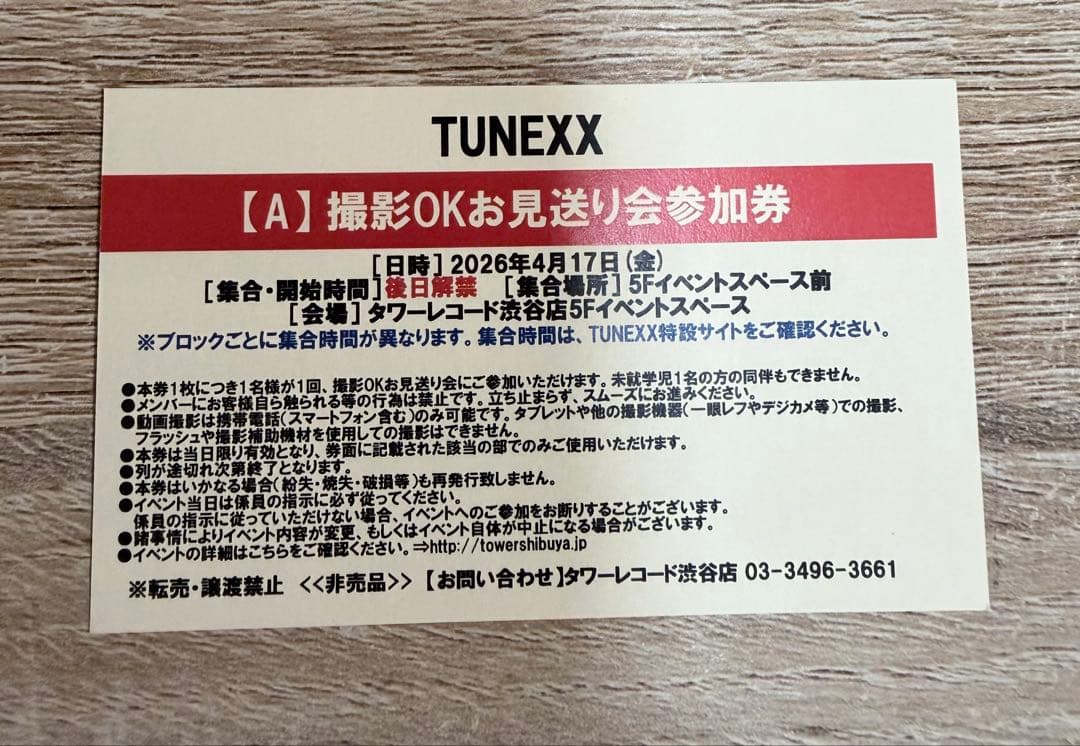 TUNEXX
【A】撮影OKお見送り会参加券
[日時] 2026年4月17日(金)
[集合・開始時間]後日解禁 [集合場所] 5Fイベントスペース前
[会場] タワーレコード渋谷店5Fイベントスペース
※ブロックごとに集合時間が異なります。集合時間は、TUNEXX特設サイトをご確認ください。
●本券1枚につき1名様が1回、撮影OKお見送り会にご参加いただけます。未就学児1名の方の同伴もできません。
●メンバーにお客様自ら触られる等の行為は禁止です。立ち止まらず、スムーズにお進みください。
●動画撮影は携帯電話(スマートフォン含む)のみ可能です。タブレットや他の撮影機器(一眼レフやデジカメ等)での撮影、
フラッシュや撮影補助機材を使用しての撮影はできません。
●本券は当日限り有効となり、券面に記載された該当の部でのみご使用いただけます。
●列が途切れ次第終了となります。
●本券はいかなる場合(紛失・焼失・破損等)も再発行致しません。
●イベント当日は係員の指示に必ず従ってください。
係員の指示に従っていただけない場合、イベントへのご参加をお断りすることがございます。
●諸事情によりイベント内容が変更、もしくはイベント自体が中止になる場合がございます。
●イベントの詳細はこちらをご確認ください。⇒http://towershibuya.jp
※転売・譲渡禁止 <<非売品>> 【お問い合わせ】タワーレコード渋谷店 03-3496-3661